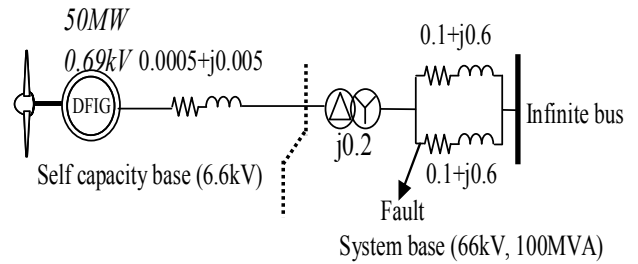 50MW
0.69kV 0.0005+j0.005
0.1+j0.6
DFIG
Infinite bus
j0.2
Self capacity base (6.6kV)
0.1+j0.6
Fault
System base (66kV, 100MVA)